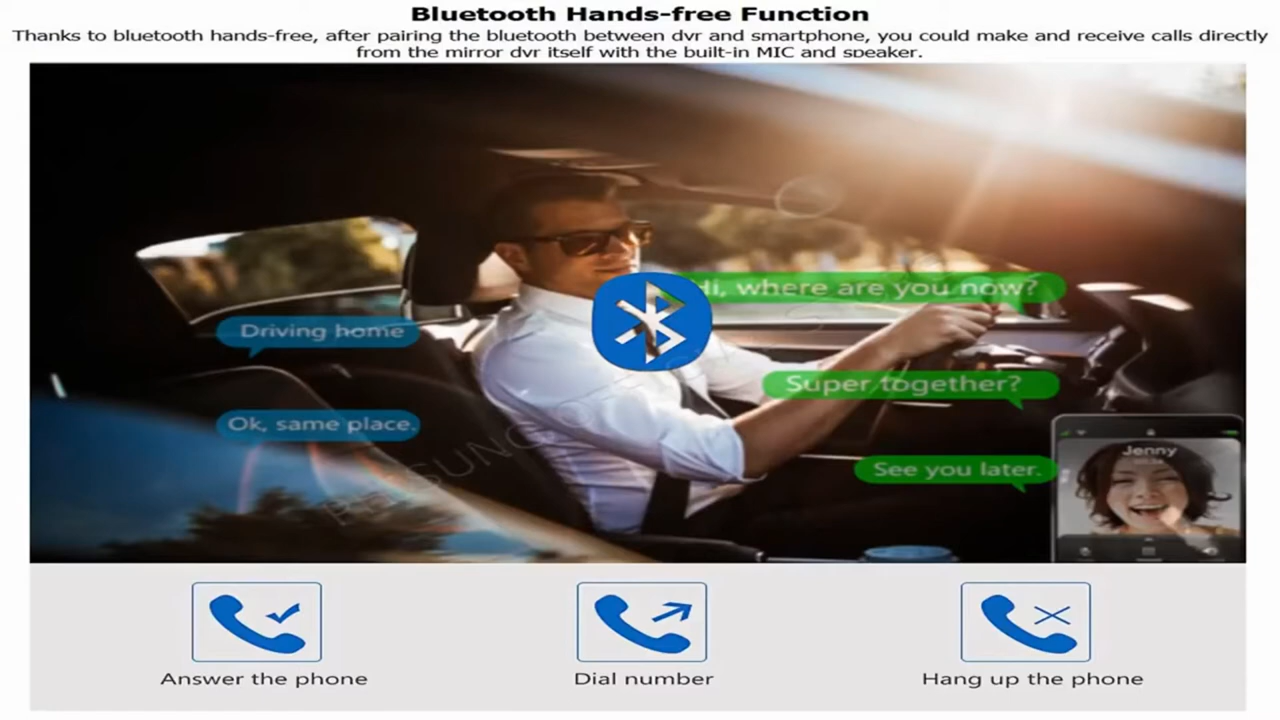 Bluetooth Hands-free Function
Thanks to bluetooth hands-free, after pairing the bluetooth between dvr and smartphone, you could make and receive calls directly
from the mirror dvr itself with the built-in MIC and speaker.
Hi, where are you now?
Driving home
Super together?
Ok, same place.
Jenny
See you later.
Answer the phone
Dial number
Hang up the phone